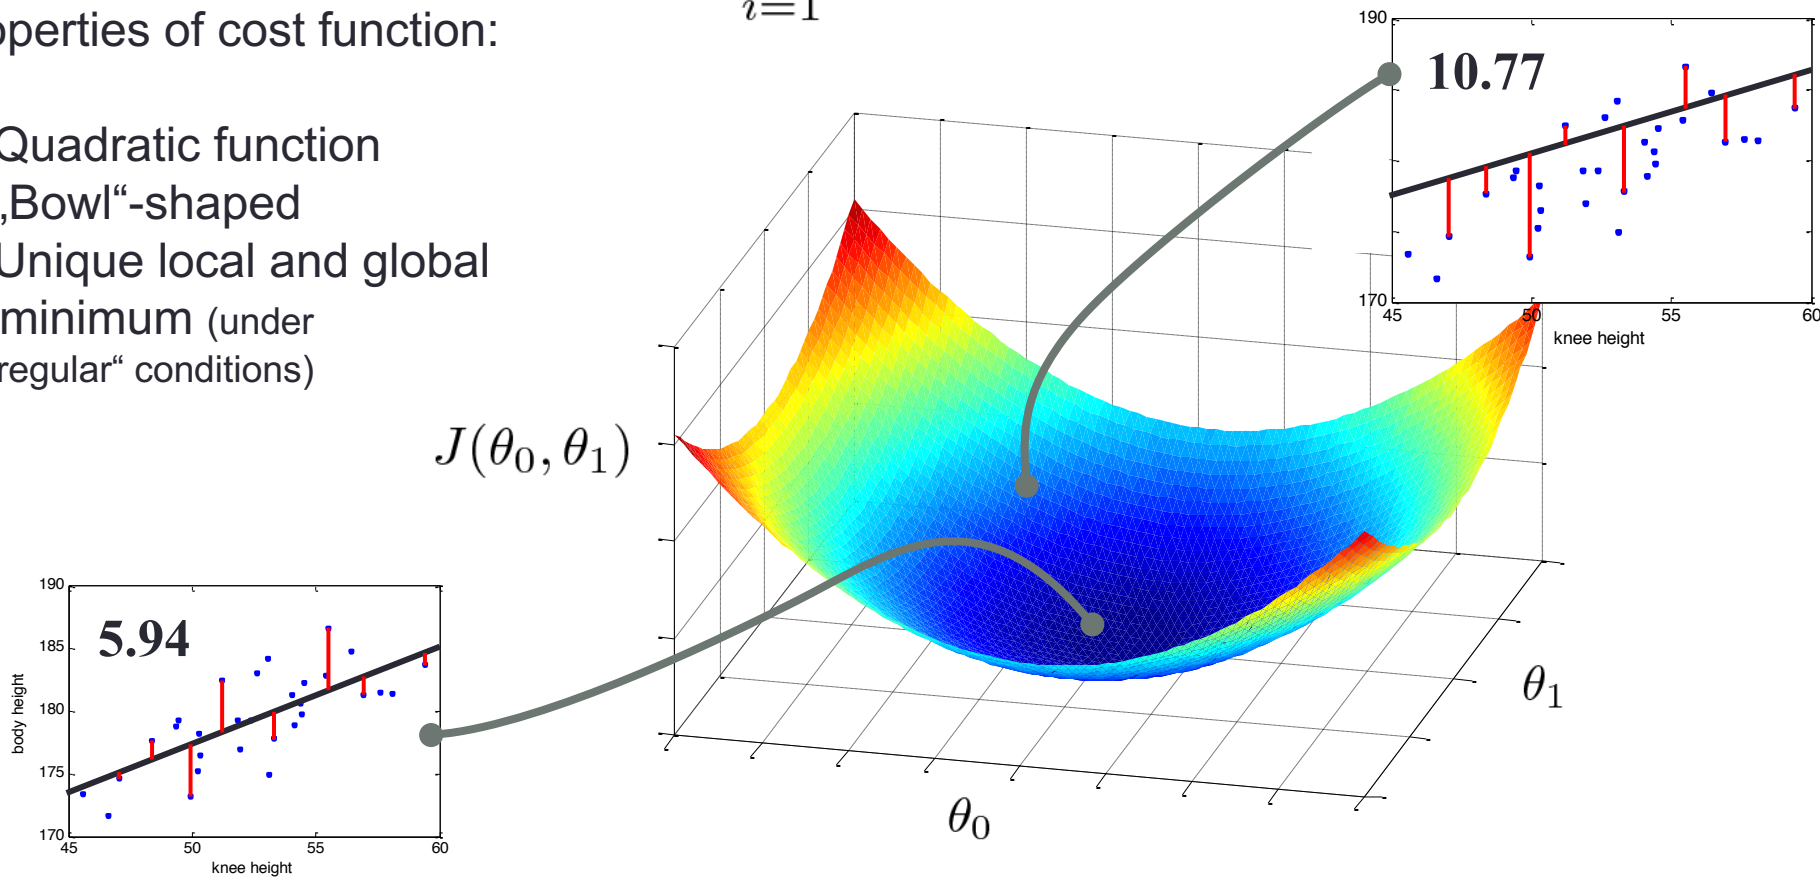 operties of cost function:
i=1
Quadratic function
„Bowl“-shaped
Unique local and global
minimum (under
regular“ conditions)
J(θ0, θ1)
θ0
θ1
190
10.77
170
45 50 55 60
knee height
190
5.94
185
180
175
170
body height
45 50 55 60
knee height